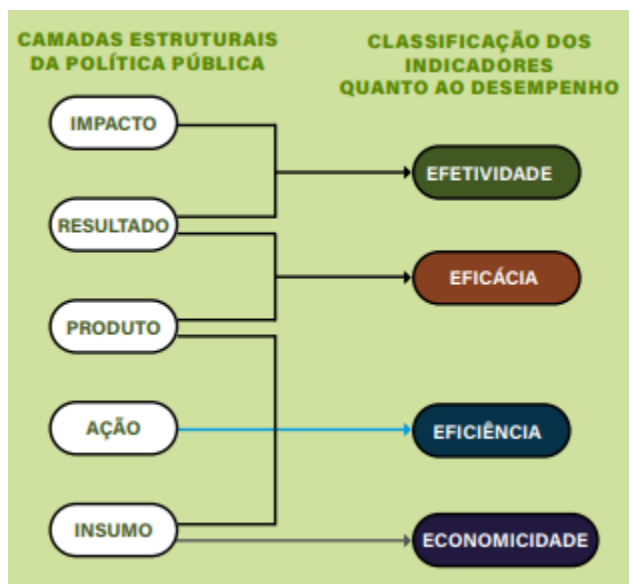 CAMADAS ESTRUTURAIS
DA POLÍTICA PÚBLICA
CLASSIFICAÇÃO DOS
INDICADORES
QUANTO AO DESEMPENHO
IMPACTO
RESULTADO
PRODUTO
AÇÃO
INSUMO
EFETIVIDADE
EFICÁCIA
EFICIÊNCIA
ECONOMICIDADE